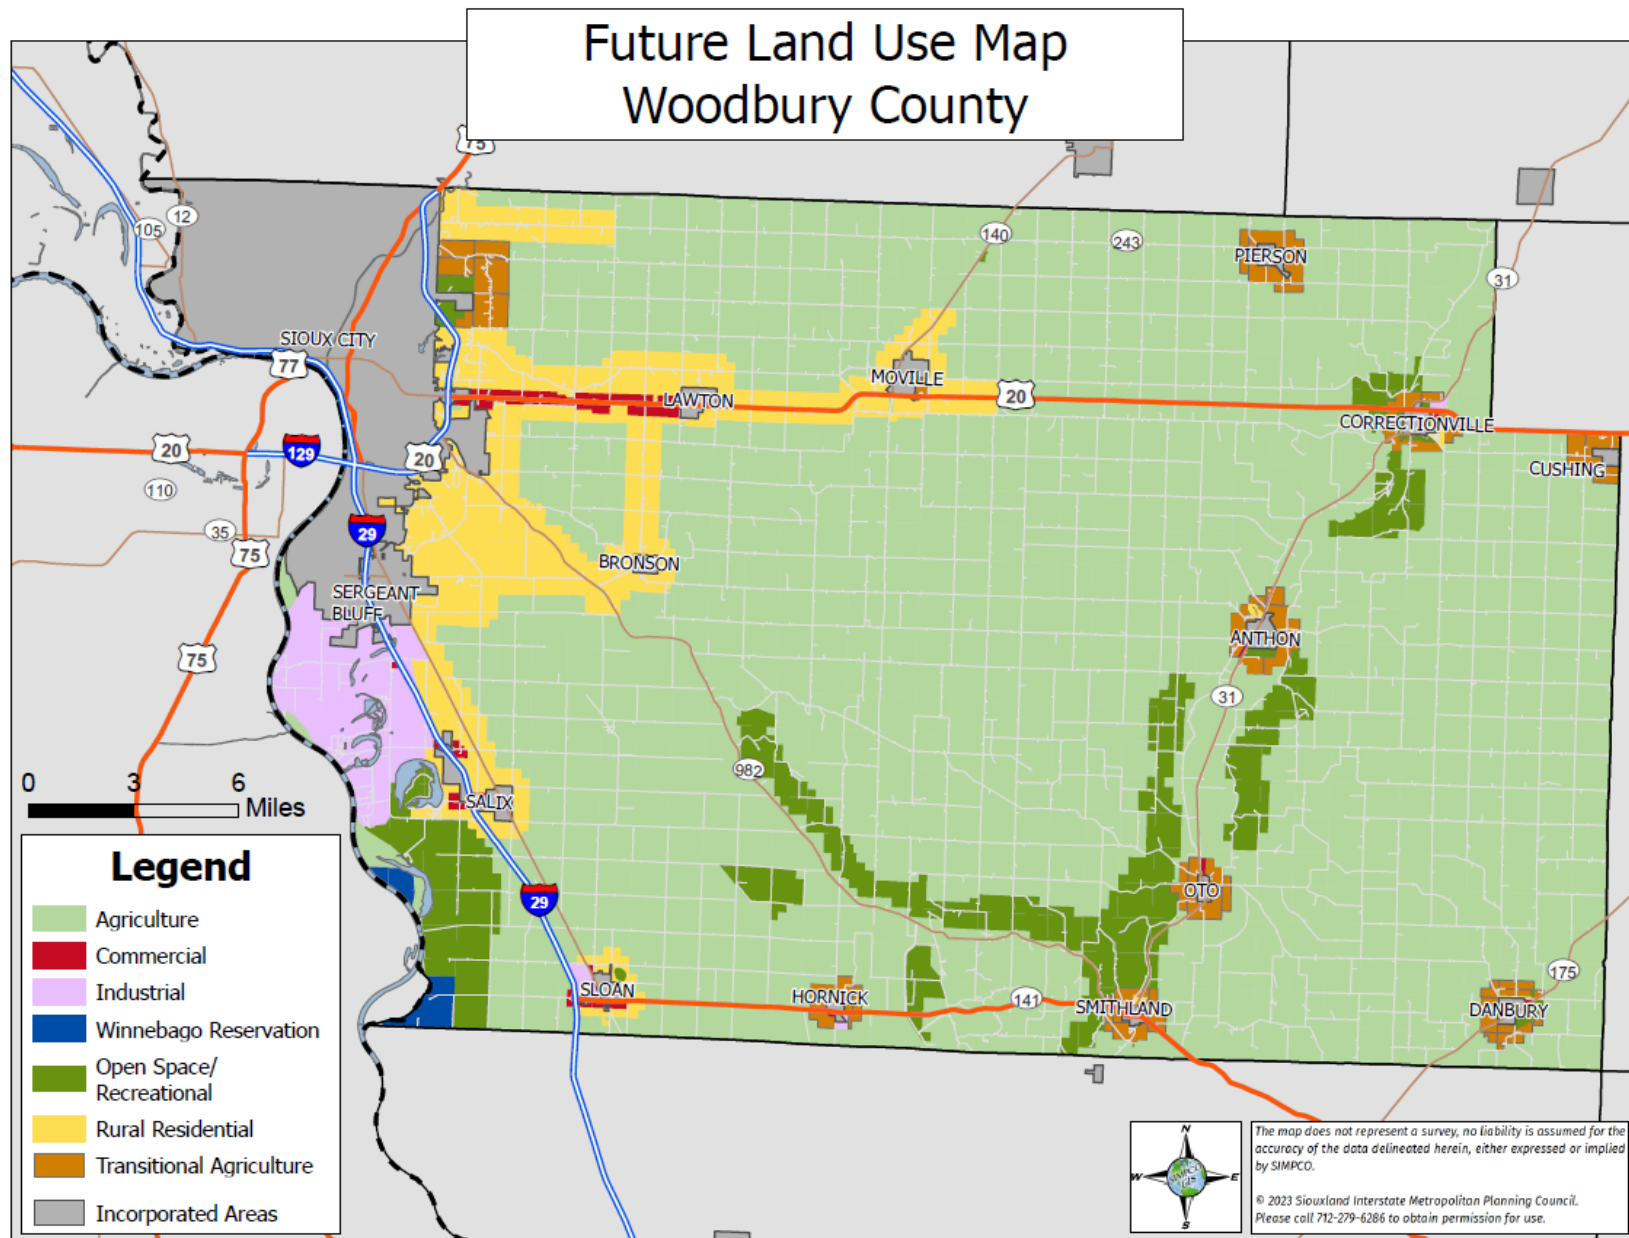 Future Land Use Map
Woodbury County
75
12
105
140
243
PIERSON
31
SIOUX CITY
77
MOVILLE
LAWTON
20
CORRECTIONVILLE
20
129
20
CUSHING
110
35
29
75
BRONSON
SERGEANT
BLUFF
ANTHON
75
31
982
0 3 6
Miles
SALIX
Legend
Agriculture
Commercial
Industrial
Winnebago Reservation
Open Space/
Recreational
Rural Residential
Transitional Agriculture
Incorporated Areas
OTO
29
SLOAN
HORNICK
141
SMITHLAND
175
DANBURY
N
W E
S
SIMPCO
GIS
The map does not represent a survey, no liability is assumed for the
accuracy of the data delineated herein, either expressed or implied
by SIMPCO.
© 2023 Siouxland Interstate Metropolitan Planning Council.
Please call 712-279-6286 to obtain permission for use.